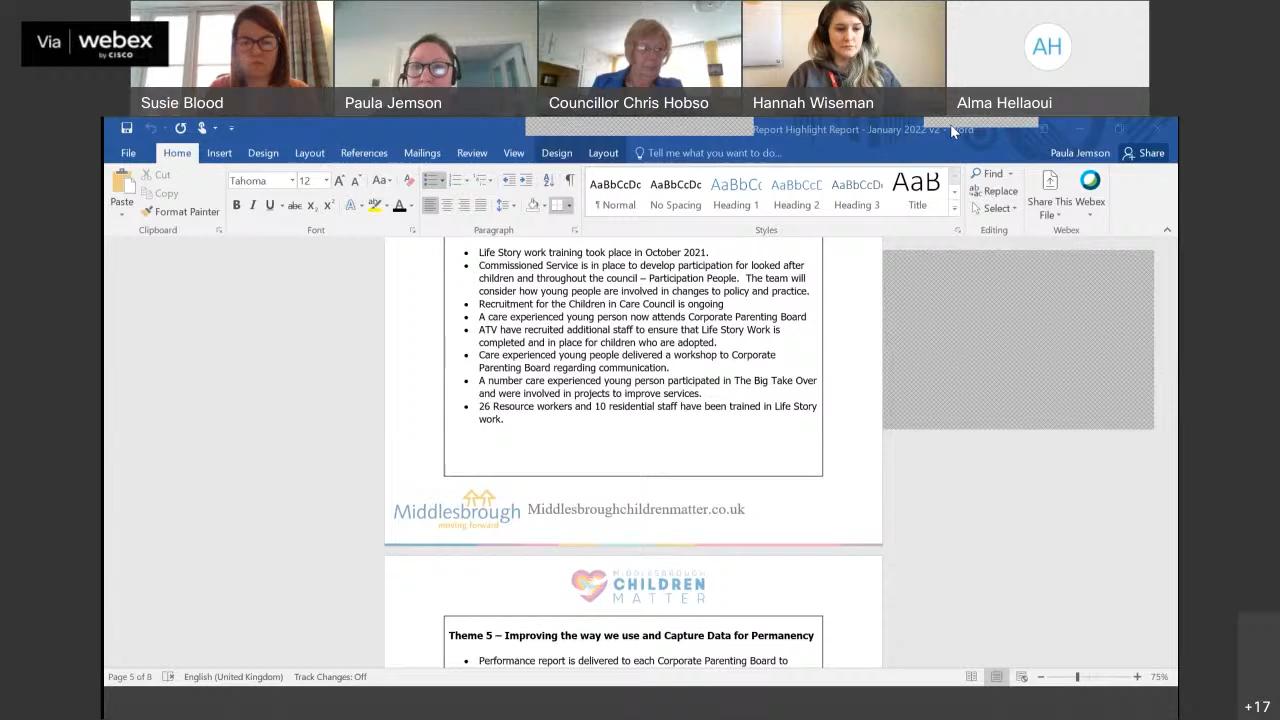 Via webex
by CISCO
AH
Susie Blood
Paula Jemson
Councillor Chris Hobso
Hannah Wiseman
Alma Hellaoui
Report Highlight Report - January 2022 v2 - Word
File Home Insert Design Layout References Mailings Review View Design Layout Tell me what you want to do... Paula Jemson Share
Paste
Cut
Copy
Format Painter
Clipboard
Tahoma 12
Aa
B I U abc X₂ X²
Font
Paragraph
AaBbCcDc AaBbCcDc AaBbC( AaBbCcE AaBbCcDı AaB
¶ Normal No Spacing Heading 1 Heading 2 Heading 3 Title
Styles
Find
Replace
Select
Editing
Share This File
Webex
Webex
• Life Story work training took place in October 2021.
• Commissioned Service is in place to develop participation for looked after
children and throughout the council – Participation People. The team will
consider how young people are involved in changes to policy and practice.
• Recruitment for the Children in Care Council is ongoing
• A care experienced young person now attends Corporate Parenting Board
• ATV have recruited additional staff to ensure that Life Story Work is
completed and in place for children who are adopted.
• Care experienced young people delivered a workshop to Corporate
Parenting Board regarding communication.
• A number care experienced young person participated in The Big Take Over
and were involved in projects to improve services.
• 26 Resource workers and 10 residential staff have been trained in Life Story
work.
Middlesbrough
moving forward
Middlesbroughchildrenmatter.co.uk
MIDDLESBROUGH
CHILDREN
MATTER
Theme 5 – Improving the way we use and Capture Data for Permanency
• Performance report is delivered to each Corporate Parenting Board to
Page 5 of 8 English (United Kingdom) Track Changes: Off 75%
+17